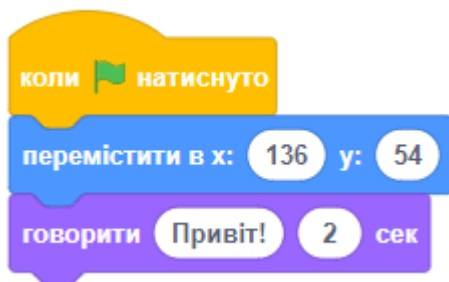 коли натиснуто
перемістити в x: 136 y: 54
говорити Привіт! 2 сек